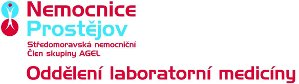 Nemocnice
Prostějov
Středomoravská nemocniční
Člen skupiny AGEL
Oddělení laboratorní medicíny